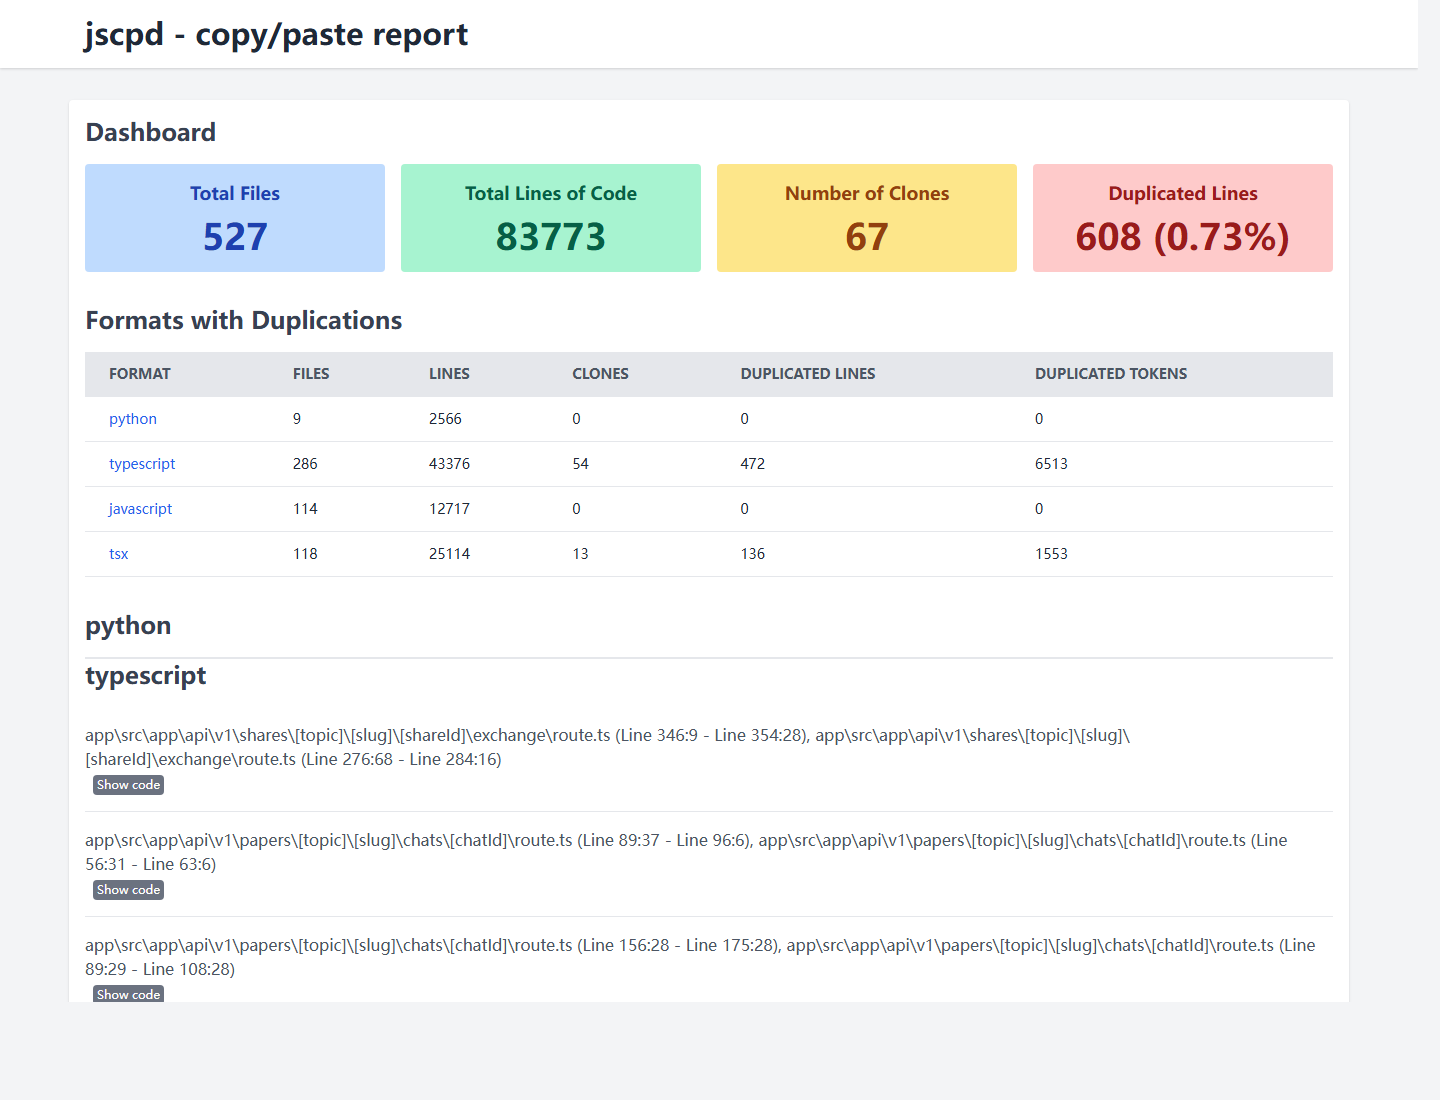 jscpd - copy/paste report
Dashboard
Total Files
527
Total Lines of Code
83773
Number of Clones
67
Duplicated Lines
608 (0.73%)
Formats with Duplications
FORMAT FILES LINES CLONES DUPLICATED LINES DUPLICATED TOKENS
python 9 2566 0 0 0
typescript 286 43376 54 472 6513
javascript 114 12717 0 0 0
tsx 118 25114 13 136 1553
python
typescript
app\src\app\api\v1\shares\[topic]\[slug]\[shareId]\exchange\route.ts (Line 346:9 - Line 354:28), app\src\app\api\v1\shares\[topic]\[slug]\
[shareId]\exchange\route.ts (Line 276:68 - Line 284:16)
Show code
app\src\app\api\v1\papers\[topic]\[slug]\chats\[chatId]\route.ts (Line 89:37 - Line 96:6), app\src\app\api\v1\papers\[topic]\[slug]\chats\[chatId]\route.ts (Line
56:31 - Line 63:6)
Show code
app\src\app\api\v1\papers\[topic]\[slug]\chats\[chatId]\route.ts (Line 156:28 - Line 175:28), app\src\app\api\v1\papers\[topic]\[slug]\chats\[chatId]\route.ts (Line
89:29 - Line 108:28)
Show code